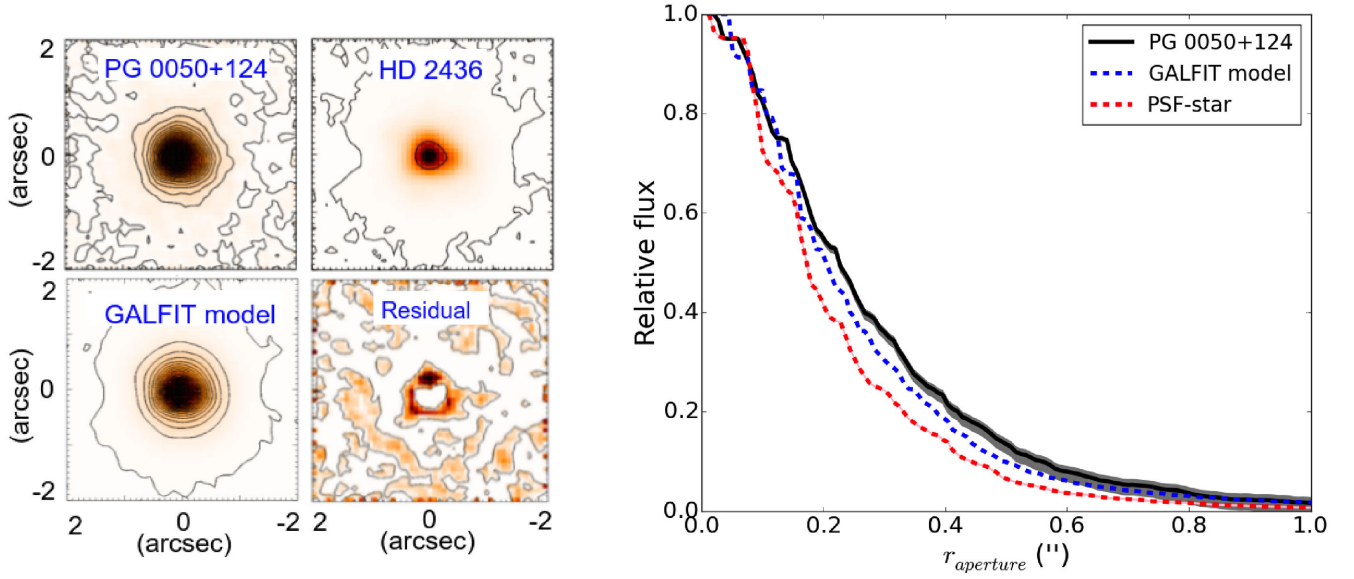 PG 0050+124
HD 2436
2
0
-2
(arcsec)
GALFIT model
Residual
2
0
-2
(arcsec)
2
0
-2
(arcsec)
2
0
-2
(arcsec)
1.0
0.8
0.6
0.4
0.2
0.0
Relative flux
PG 0050+124
GALFIT model
PSF-star
0.0
0.2
0.4
0.6
0.8
1.0
r_aperture ('')